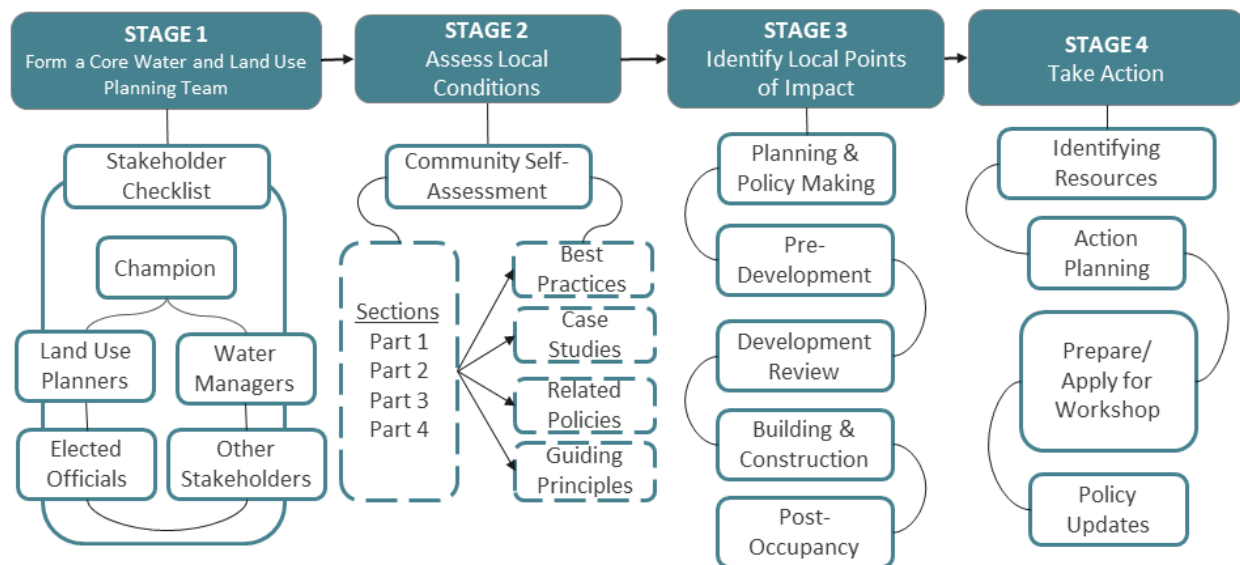 STAGE 1
Form a Core Water and Land Use
Planning Team
STAGE 2
Assess Local
Conditions
STAGE 3
Identify Local Points
of Impact
STAGE 4
Take Action
Stakeholder
Checklist
Champion
Land Use
Planners
Water
Managers
Elected
Officials
Other
Stakeholders
Community Self-
Assessment
Sections
Part 1
Part 2
Part 3
Part 4
Best
Practices
Case
Studies
Related
Policies
Guiding
Principles
Planning &
Policy Making
Pre-
Development
Development
Review
Building &
Construction
Post-
Occupancy
Identifying
Resources
Action
Planning
Prepare/
Apply for
Workshop
Policy
Updates